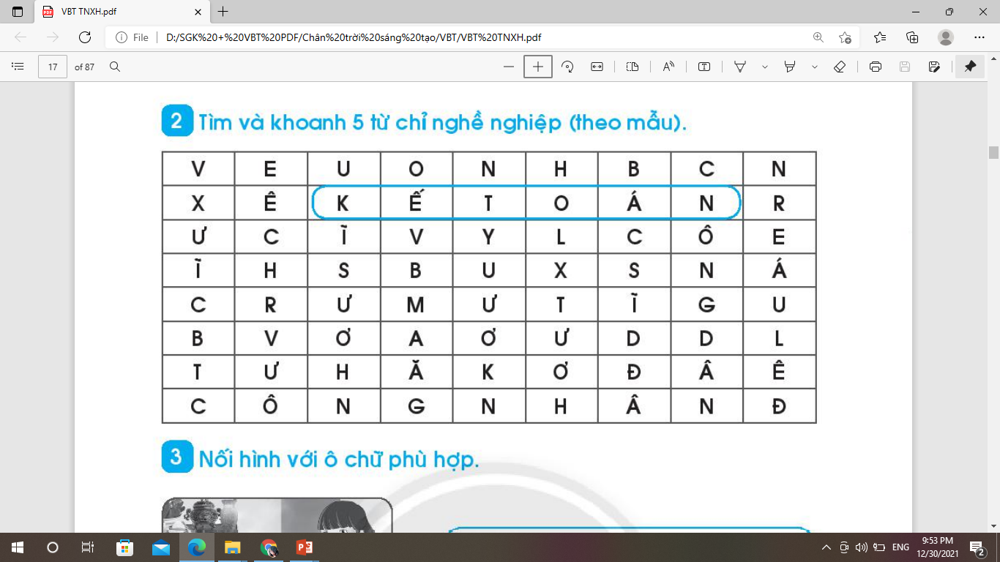 VBT TNXH.pdf
File D:/SGK%20+%20VBT%20PDF/Chân%20trời%20sáng%20tạo/VBT/VBT%20TNXH.pdf
17 of 87
2 Tìm và khoanh 5 từ chỉ nghề nghiệp (theo mẫu).
V E U O N H B C N
X Ê K Ế T O Á N R
Ư C Ĩ V Y L C Ô E
Ĩ H S B U X S N Á
C R Ư M Ư T Ĩ G U
B V Ơ A Ơ Ư D D L
T Ư H Ă K Ơ Đ Â Ê
C Ô N G N H Â N Đ
3 Nối hình với ô chữ phù hợp.
ENG 9:53 PM
12/30/2021 2